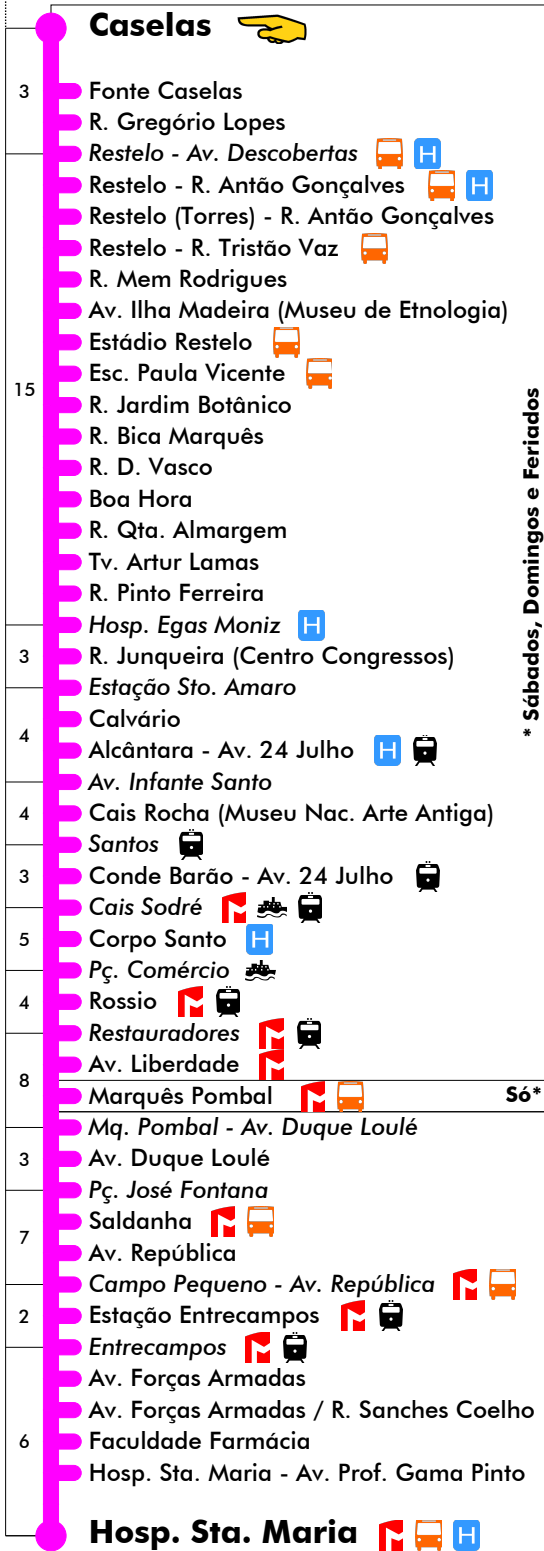 Caselas
3
Fonte Caselas
R. Gregório Lopes
Restelo - Av. Descobertas H
Restelo - R. Antão Gonçalves H
Restelo (Torres) - R. Antão Gonçalves
Restelo - R. Tristão Vaz
R. Mem Rodrigues
Av. Ilha Madeira (Museu de Etnologia)
Estádio Restelo
Esc. Paula Vicente
15
R. Jardim Botânico
R. Bica Marquês
R. D. Vasco
Boa Hora
R. Qta. Almargem
Tv. Artur Lamas
R. Pinto Ferreira
Hosp. Egas Moniz H
3
R. Junqueira (Centro Congressos)
Estação Sto. Amaro
Calvário
4
Alcântara - Av. 24 Julho H
Av. Infante Santo
4
Cais Rocha (Museu Nac. Arte Antiga)
Santos
3
Conde Barão - Av. 24 Julho
Cais Sodré
5
Corpo Santo H
Pç. Comércio
4
Rossio
Restauradores
Av. Liberdade
8
Marquês Pombal Só*
Mq. Pombal - Av. Duque Loulé
3
Av. Duque Loulé
Pç. José Fontana
Saldanha
7
Av. República
Campo Pequeno - Av. República
2
Estação Entrecampos
Entrecampos
Av. Forças Armadas
Av. Forças Armadas / R. Sanches Coelho
6
Faculdade Farmácia
Hosp. Sta. Maria - Av. Prof. Gama Pinto
Hosp. Sta. Maria H
* Sábados, Domingos e Feriados